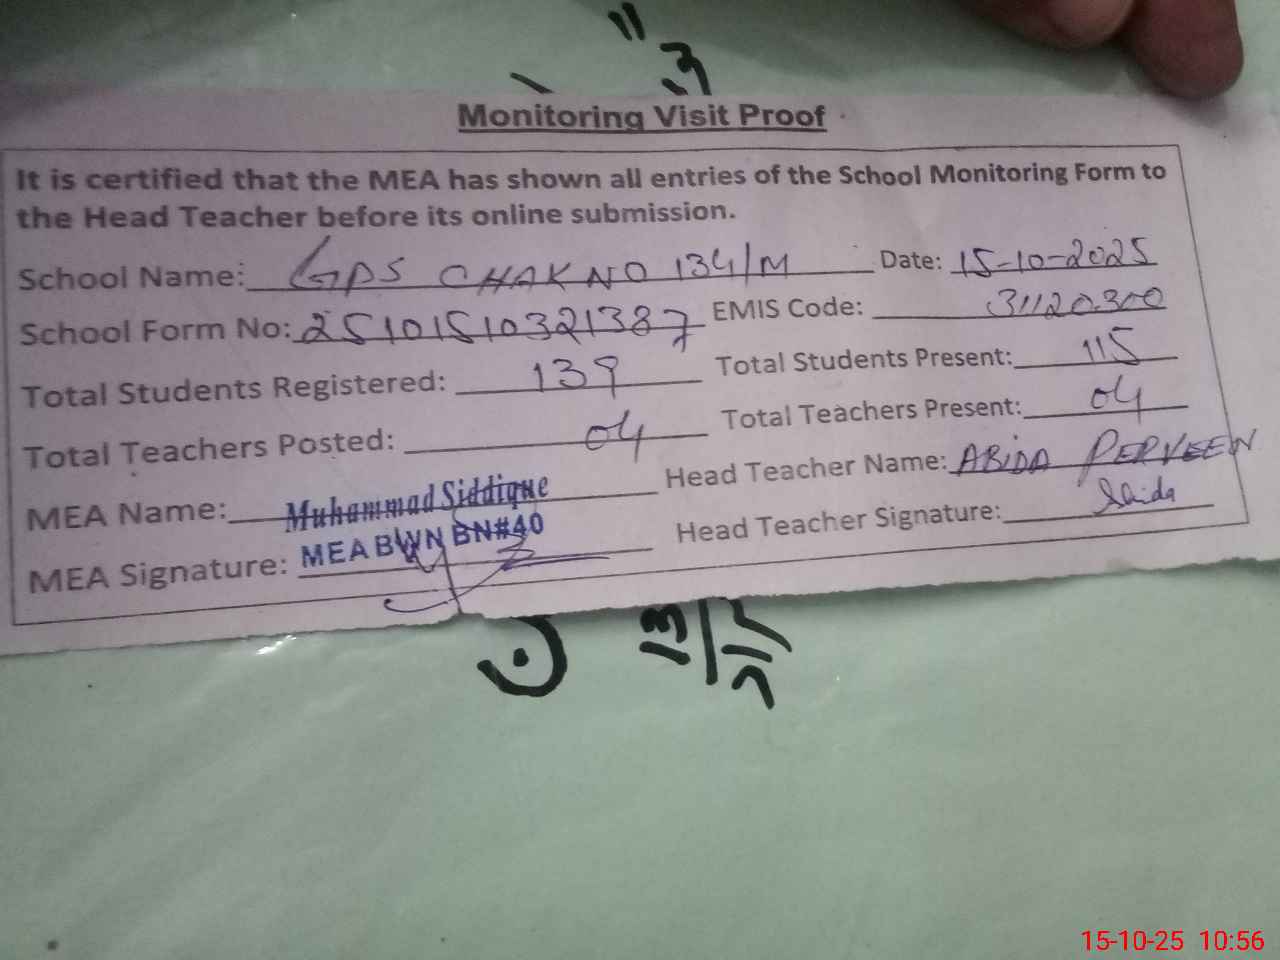 Monitoring Visit Proof
It is certified that the MEA has shown all entries of the School Monitoring Form to
the Head Teacher before its online submission.
School Name: GPS CHAK NO 134/M Date: 15-10-2025
School Form No: 25101510321387 EMIS Code: 31120300
Total Students Registered: 139 Total Students Present: 115
Total Teachers Posted: 04 Total Teachers Present: 04
MEA Name: Muhammad Siddique Head Teacher Name: ABIDA PERVEEN
MEA Signature: MEA BWN BN#40 Head Teacher Signature:
15-10-25 10:56